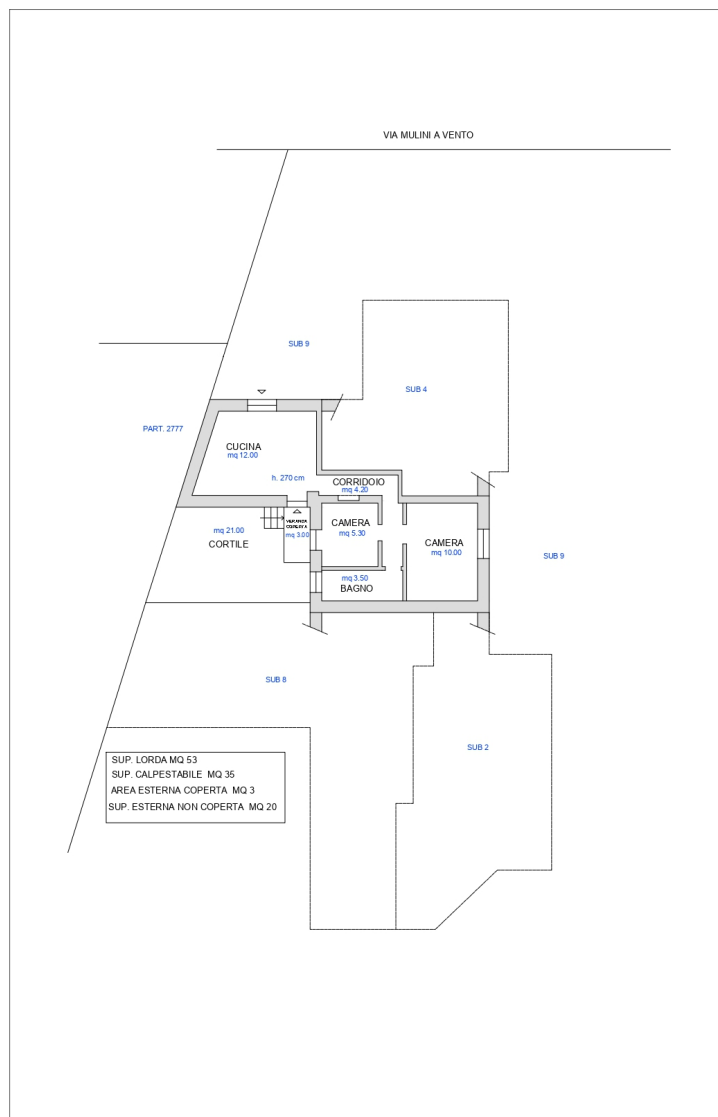 VIA MULINI A VENTO
SUB 9
SUB 4
PART. 2777
CUCINA
mq 12.00
h. 270 cm
CORRIDOIO
mq 4.20
VERANDA
COPERTA
mq 3.00
CAMERA
mq 5.30
CAMERA
mq 10.00
mq 21.00
CORTILE
SUB 9
mq 3.50
BAGNO
SUB 8
SUB 2
SUP. LORDA MQ 53
SUP. CALPESTABILE MQ 35
AREA ESTERNA COPERTA MQ 3
SUP. ESTERNA NON COPERTA MQ 20